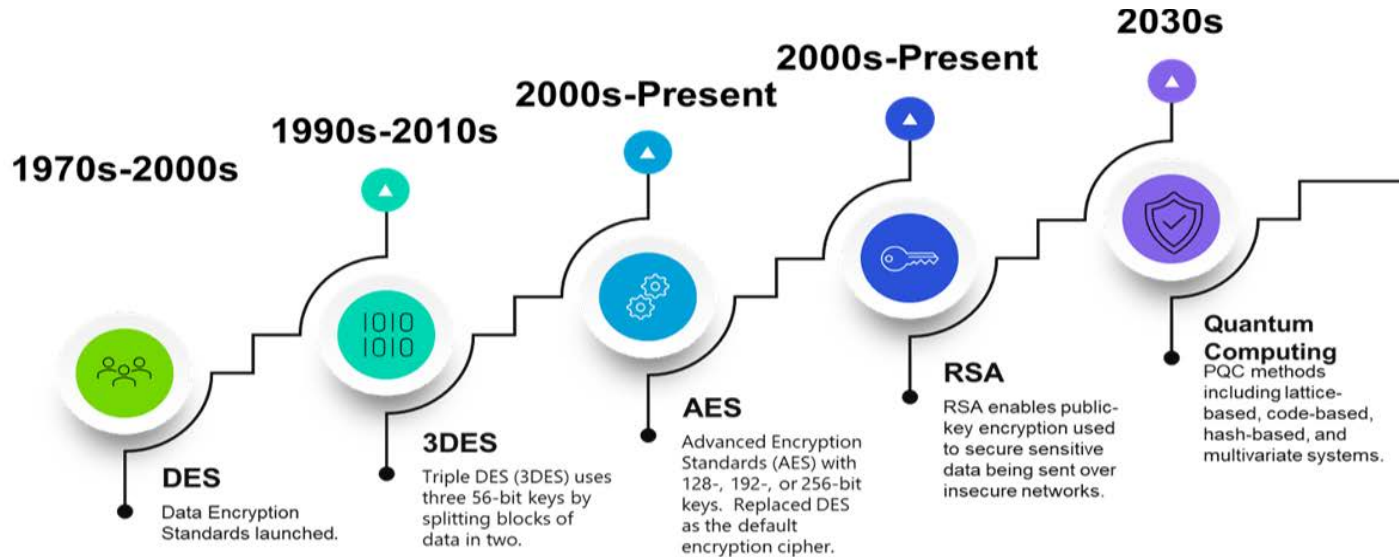 1970s-2000s
DES
Data Encryption
Standards launched.
1990s-2010s
1010
1010
3DES
Triple DES (3DES) uses
three 56-bit keys by
splitting blocks of
data in two.
2000s-Present
AES
Advanced Encryption
Standards (AES) with
128-, 192-, or 256-bit
keys.  Replaced DES
as the default
encryption cipher.
2000s-Present
RSA
RSA enables public-
key encryption used
to secure sensitive
data being sent over
insecure networks.
2030s
Quantum
Computing
PQC methods
including lattice-
based, code-based,
hash-based, and
multivariate systems.